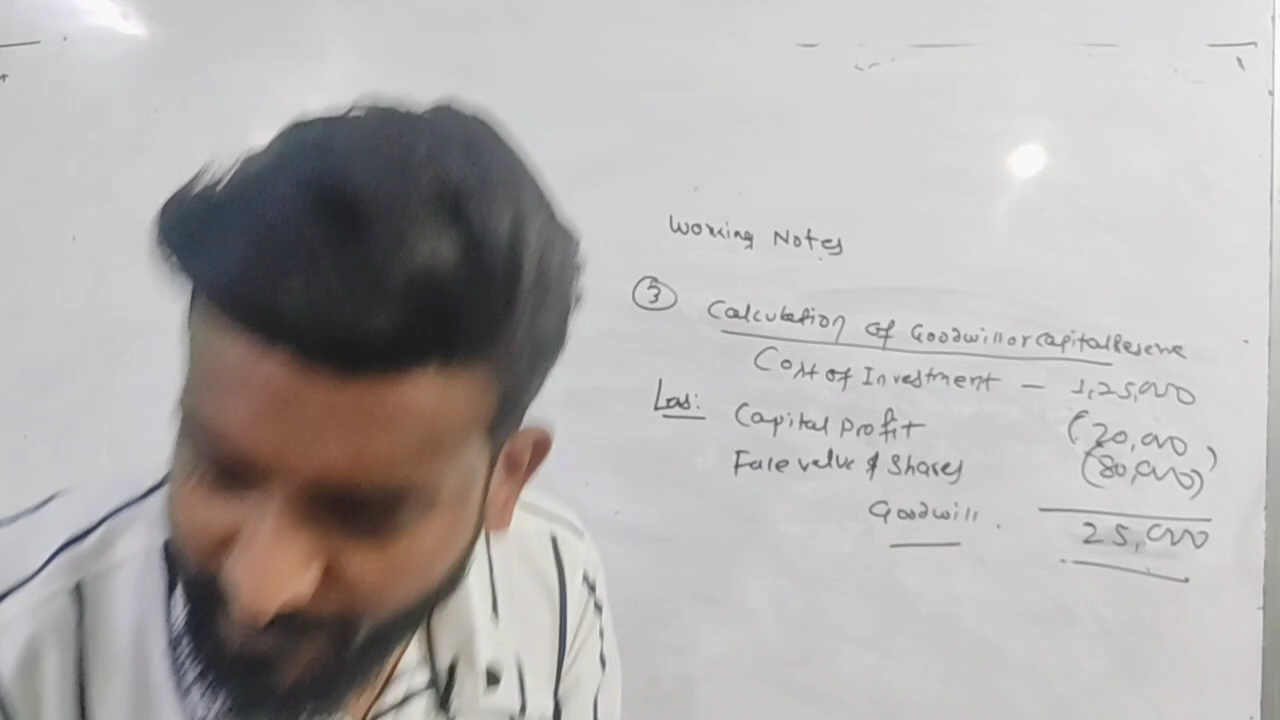 Working Notes
③ Calculation of Goodwill or Capital Reserve
Cost of Investment — 1,25,000
Less: Capital Profit (20,000)
Face value of Shares (80,000)
Goodwill. 25,000